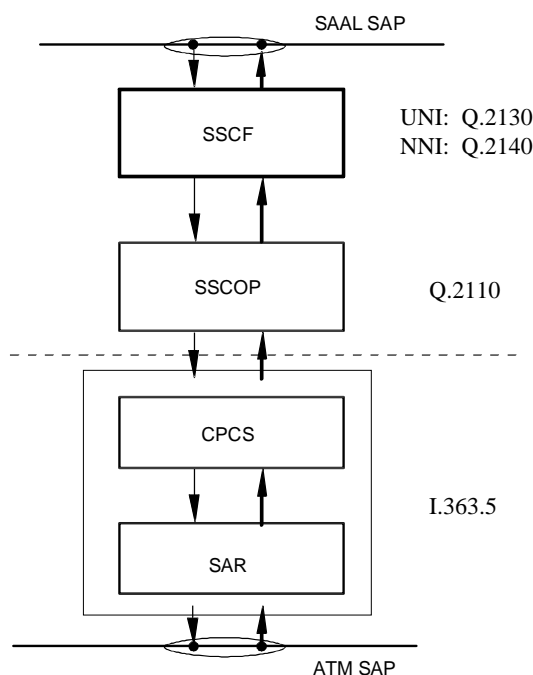 SAAL SAP
SSCF
UNI: Q.2130
NNI: Q.2140
SSCOP
Q.2110
CPCS
I.363.5
SAR
ATM SAP